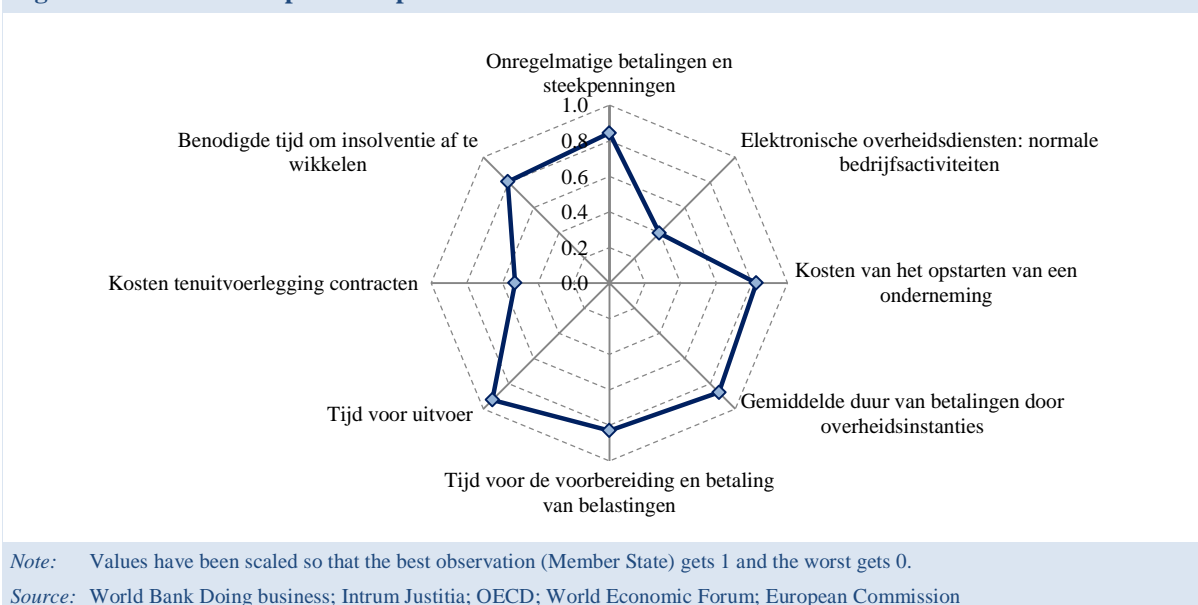 Onregelmatige betalingen en
steekpenningen
1.0
0.8
0.6
0.4
0.2
0.0
Elektronische overheidsdiensten: normale
bedrijfsactiviteiten
Benodigde tijd om insolventie af te
wikkelen
Kosten van het opstarten van een
onderneming
Kosten tenuitvoerlegging contracten
Gemiddelde duur van betalingen door
overheidsinstanties
Tijd voor uitvoer
Tijd voor de voorbereiding en betaling
van belastingen
Note: Values have been scaled so that the best observation (Member State) gets 1 and the worst gets 0.
Source: World Bank Doing business; Intrum Justitia; OECD; World Economic Forum; European Commission